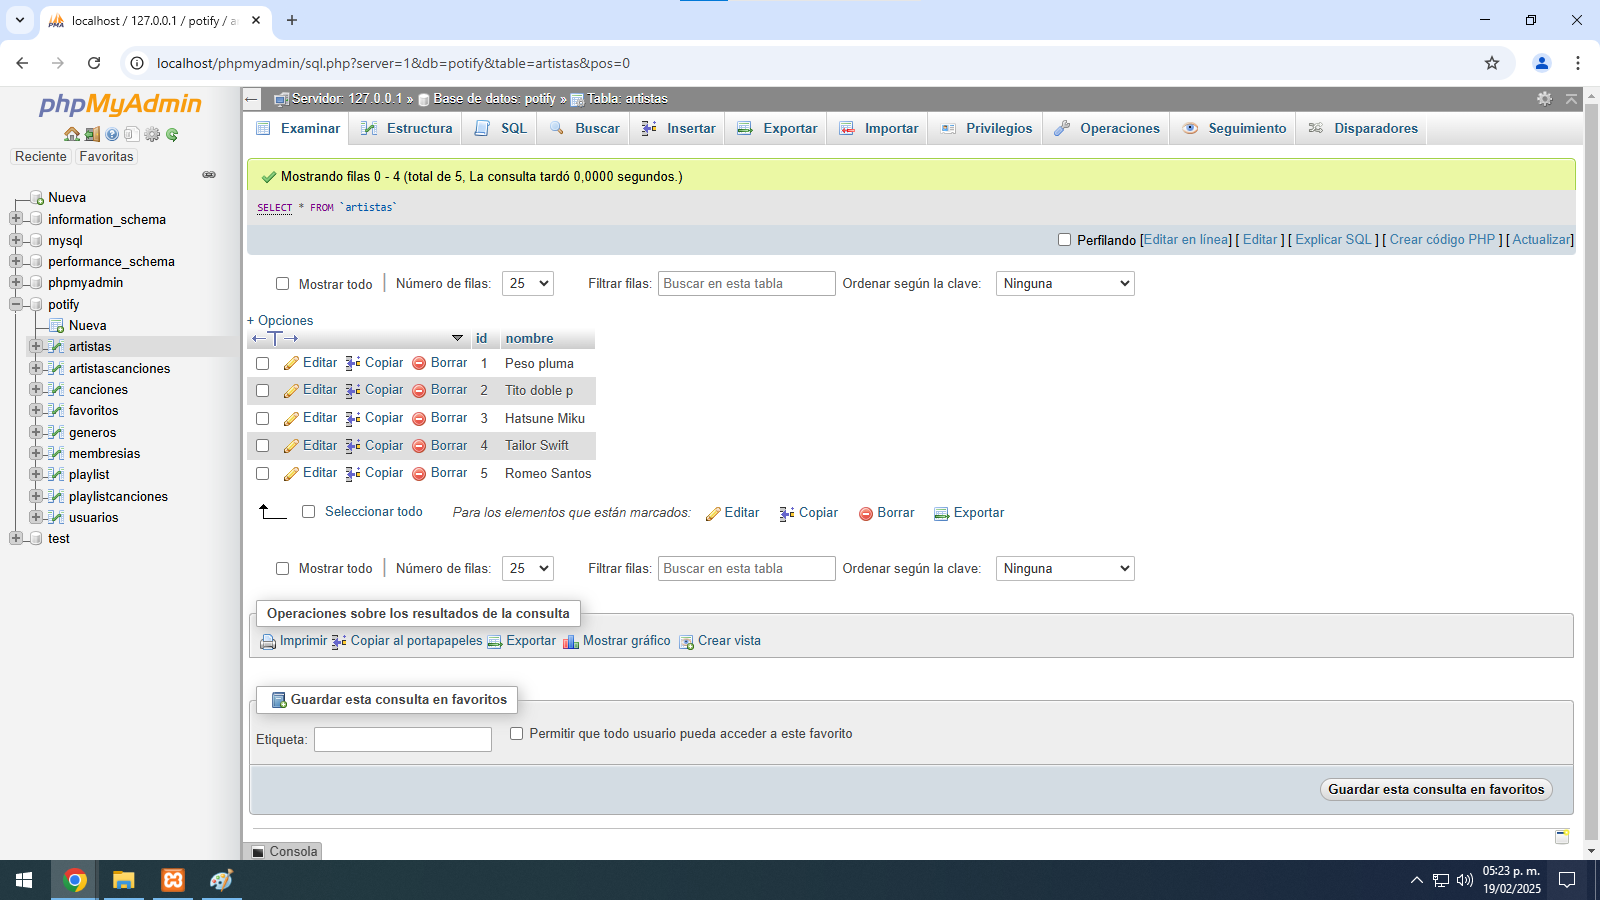 localhost / 127.0.0.1 / potify / a
localhost/phpmyadmin/sql.php?server=1&db=potify&table=artistas&pos=0
phpMyAdmin
Reciente Favoritas
Nueva
information_schema
mysql
performance_schema
phpmyadmin
potify
Nueva
artistas
artistascanciones
canciones
favoritos
generos
membresias
playlist
playlistcanciones
usuarios
test
Servidor: 127.0.0.1 » Base de datos: potify » Tabla: artistas
Examinar Estructura SQL Buscar Insertar Exportar Importar Privilegios Operaciones Seguimiento Disparadores
Mostrando filas 0 - 4 (total de 5, La consulta tardó 0,0000 segundos.)
SELECT * FROM `artistas`
Perfilando [Editar en línea] [ Editar ] [ Explicar SQL ] [ Crear código PHP ] [ Actualizar]
Mostrar todo Número de filas: 25 Filtrar filas: Buscar en esta tabla Ordenar según la clave: Ninguna
+ Opciones
id nombre
Editar Copiar Borrar 1 Peso pluma
Editar Copiar Borrar 2 Tito doble p
Editar Copiar Borrar 3 Hatsune Miku
Editar Copiar Borrar 4 Tailor Swift
Editar Copiar Borrar 5 Romeo Santos
Seleccionar todo Para los elementos que están marcados: Editar Copiar Borrar Exportar
Mostrar todo Número de filas: 25 Filtrar filas: Buscar en esta tabla Ordenar según la clave: Ninguna
Operaciones sobre los resultados de la consulta
Imprimir Copiar al portapapeles Exportar Mostrar gráfico Crear vista
Guardar esta consulta en favoritos
Etiqueta: Permitir que todo usuario pueda acceder a este favorito
Guardar esta consulta en favoritos
Consola
05:23 p. m.
19/02/2025